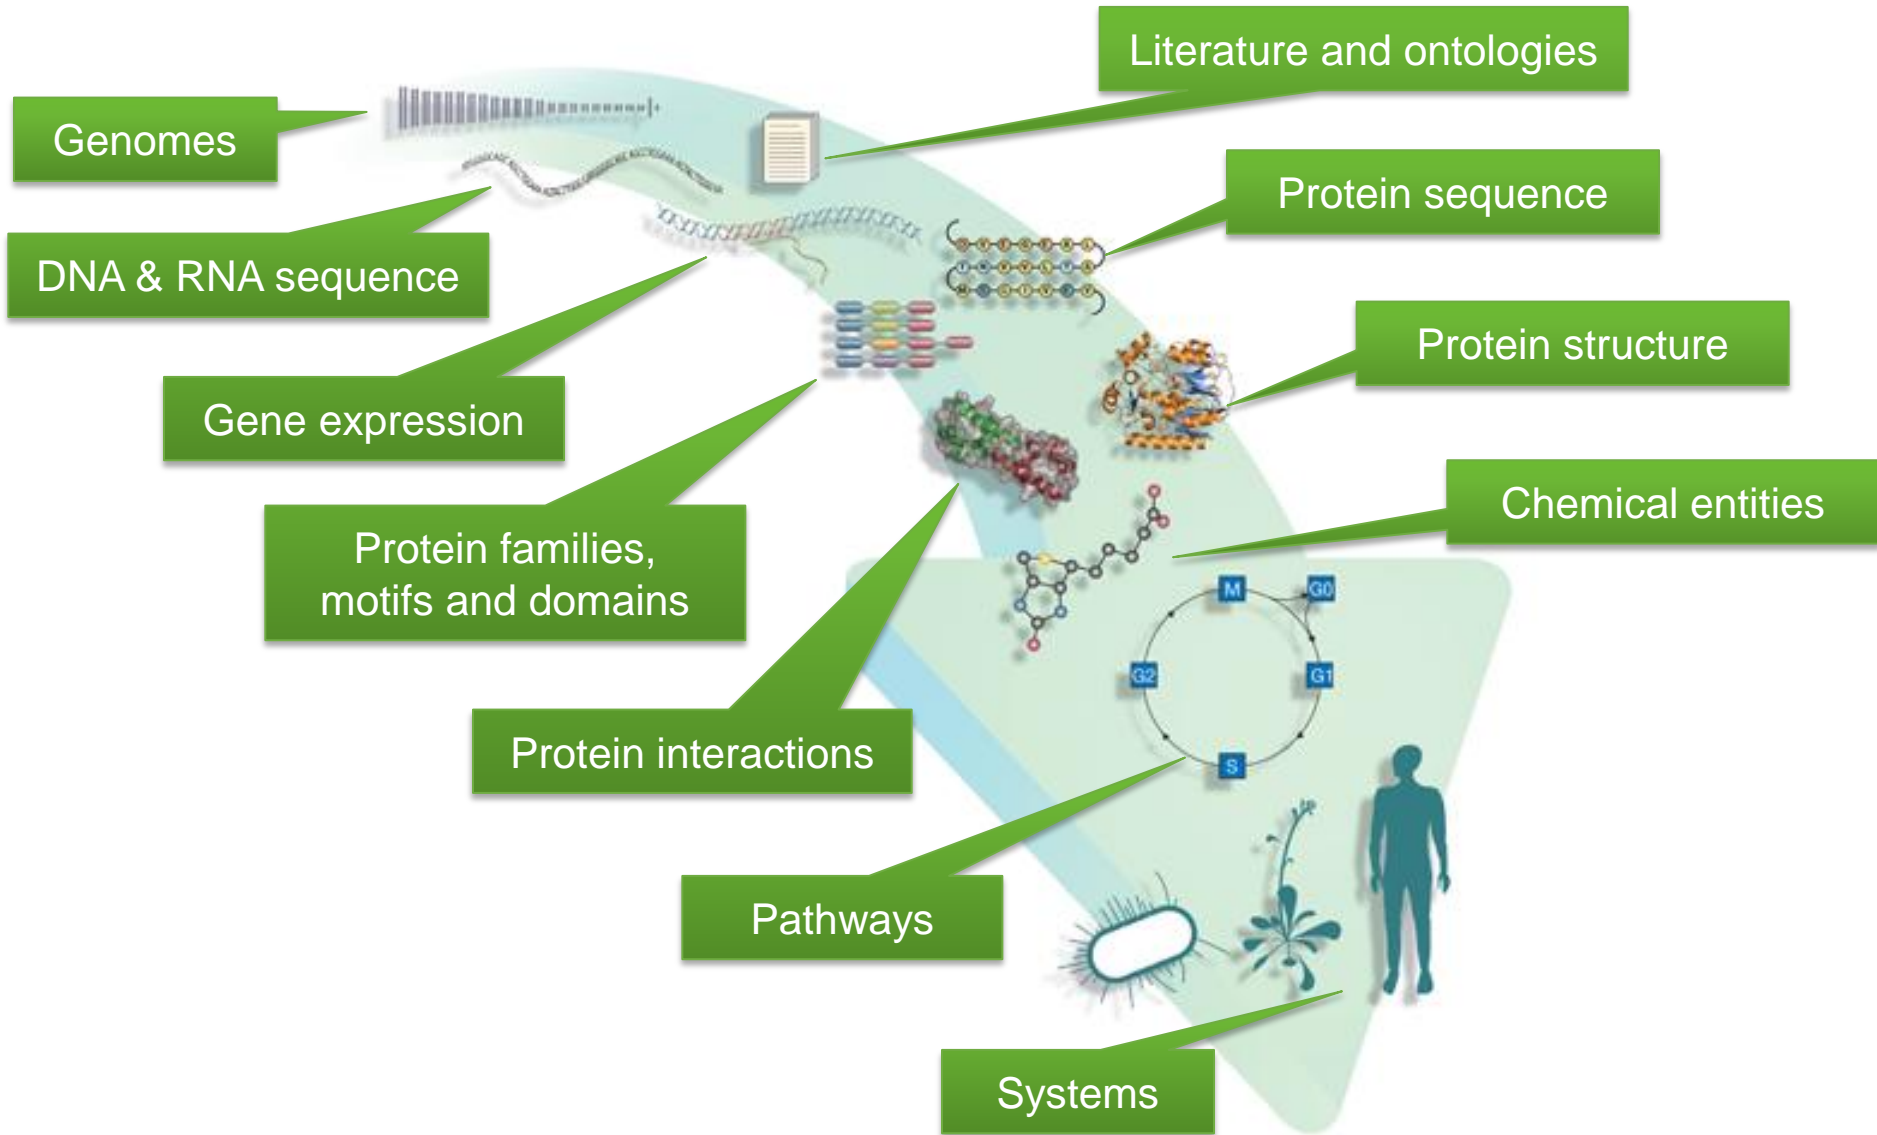 Literature and ontologies
Genomes
Protein sequence
DNA & RNA sequence
Protein structure
Gene expression
Chemical entities
Protein families,
motifs and domains
M
G0
G2
G1
Protein interactions
S
Pathways
Systems